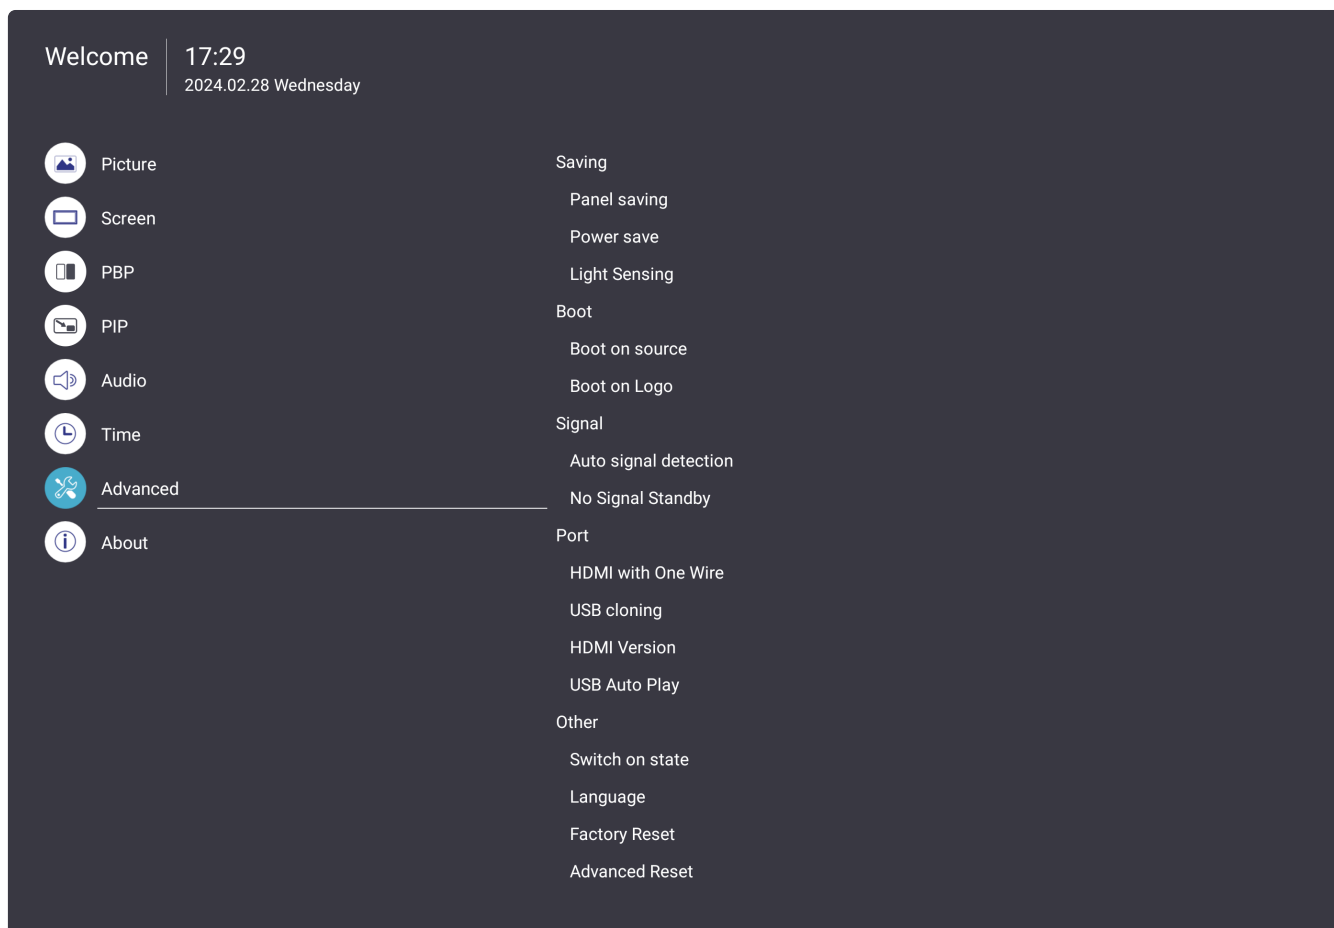 Welcome
17:29
2024.02.28 Wednesday
Picture
Screen
PBP
PIP
Audio
Time
Advanced
About
Saving
Panel saving
Power save
Light Sensing
Boot
Boot on source
Boot on Logo
Signal
Auto signal detection
No Signal Standby
Port
HDMI with One Wire
USB cloning
HDMI Version
USB Auto Play
Other
Switch on state
Language
Factory Reset
Advanced Reset